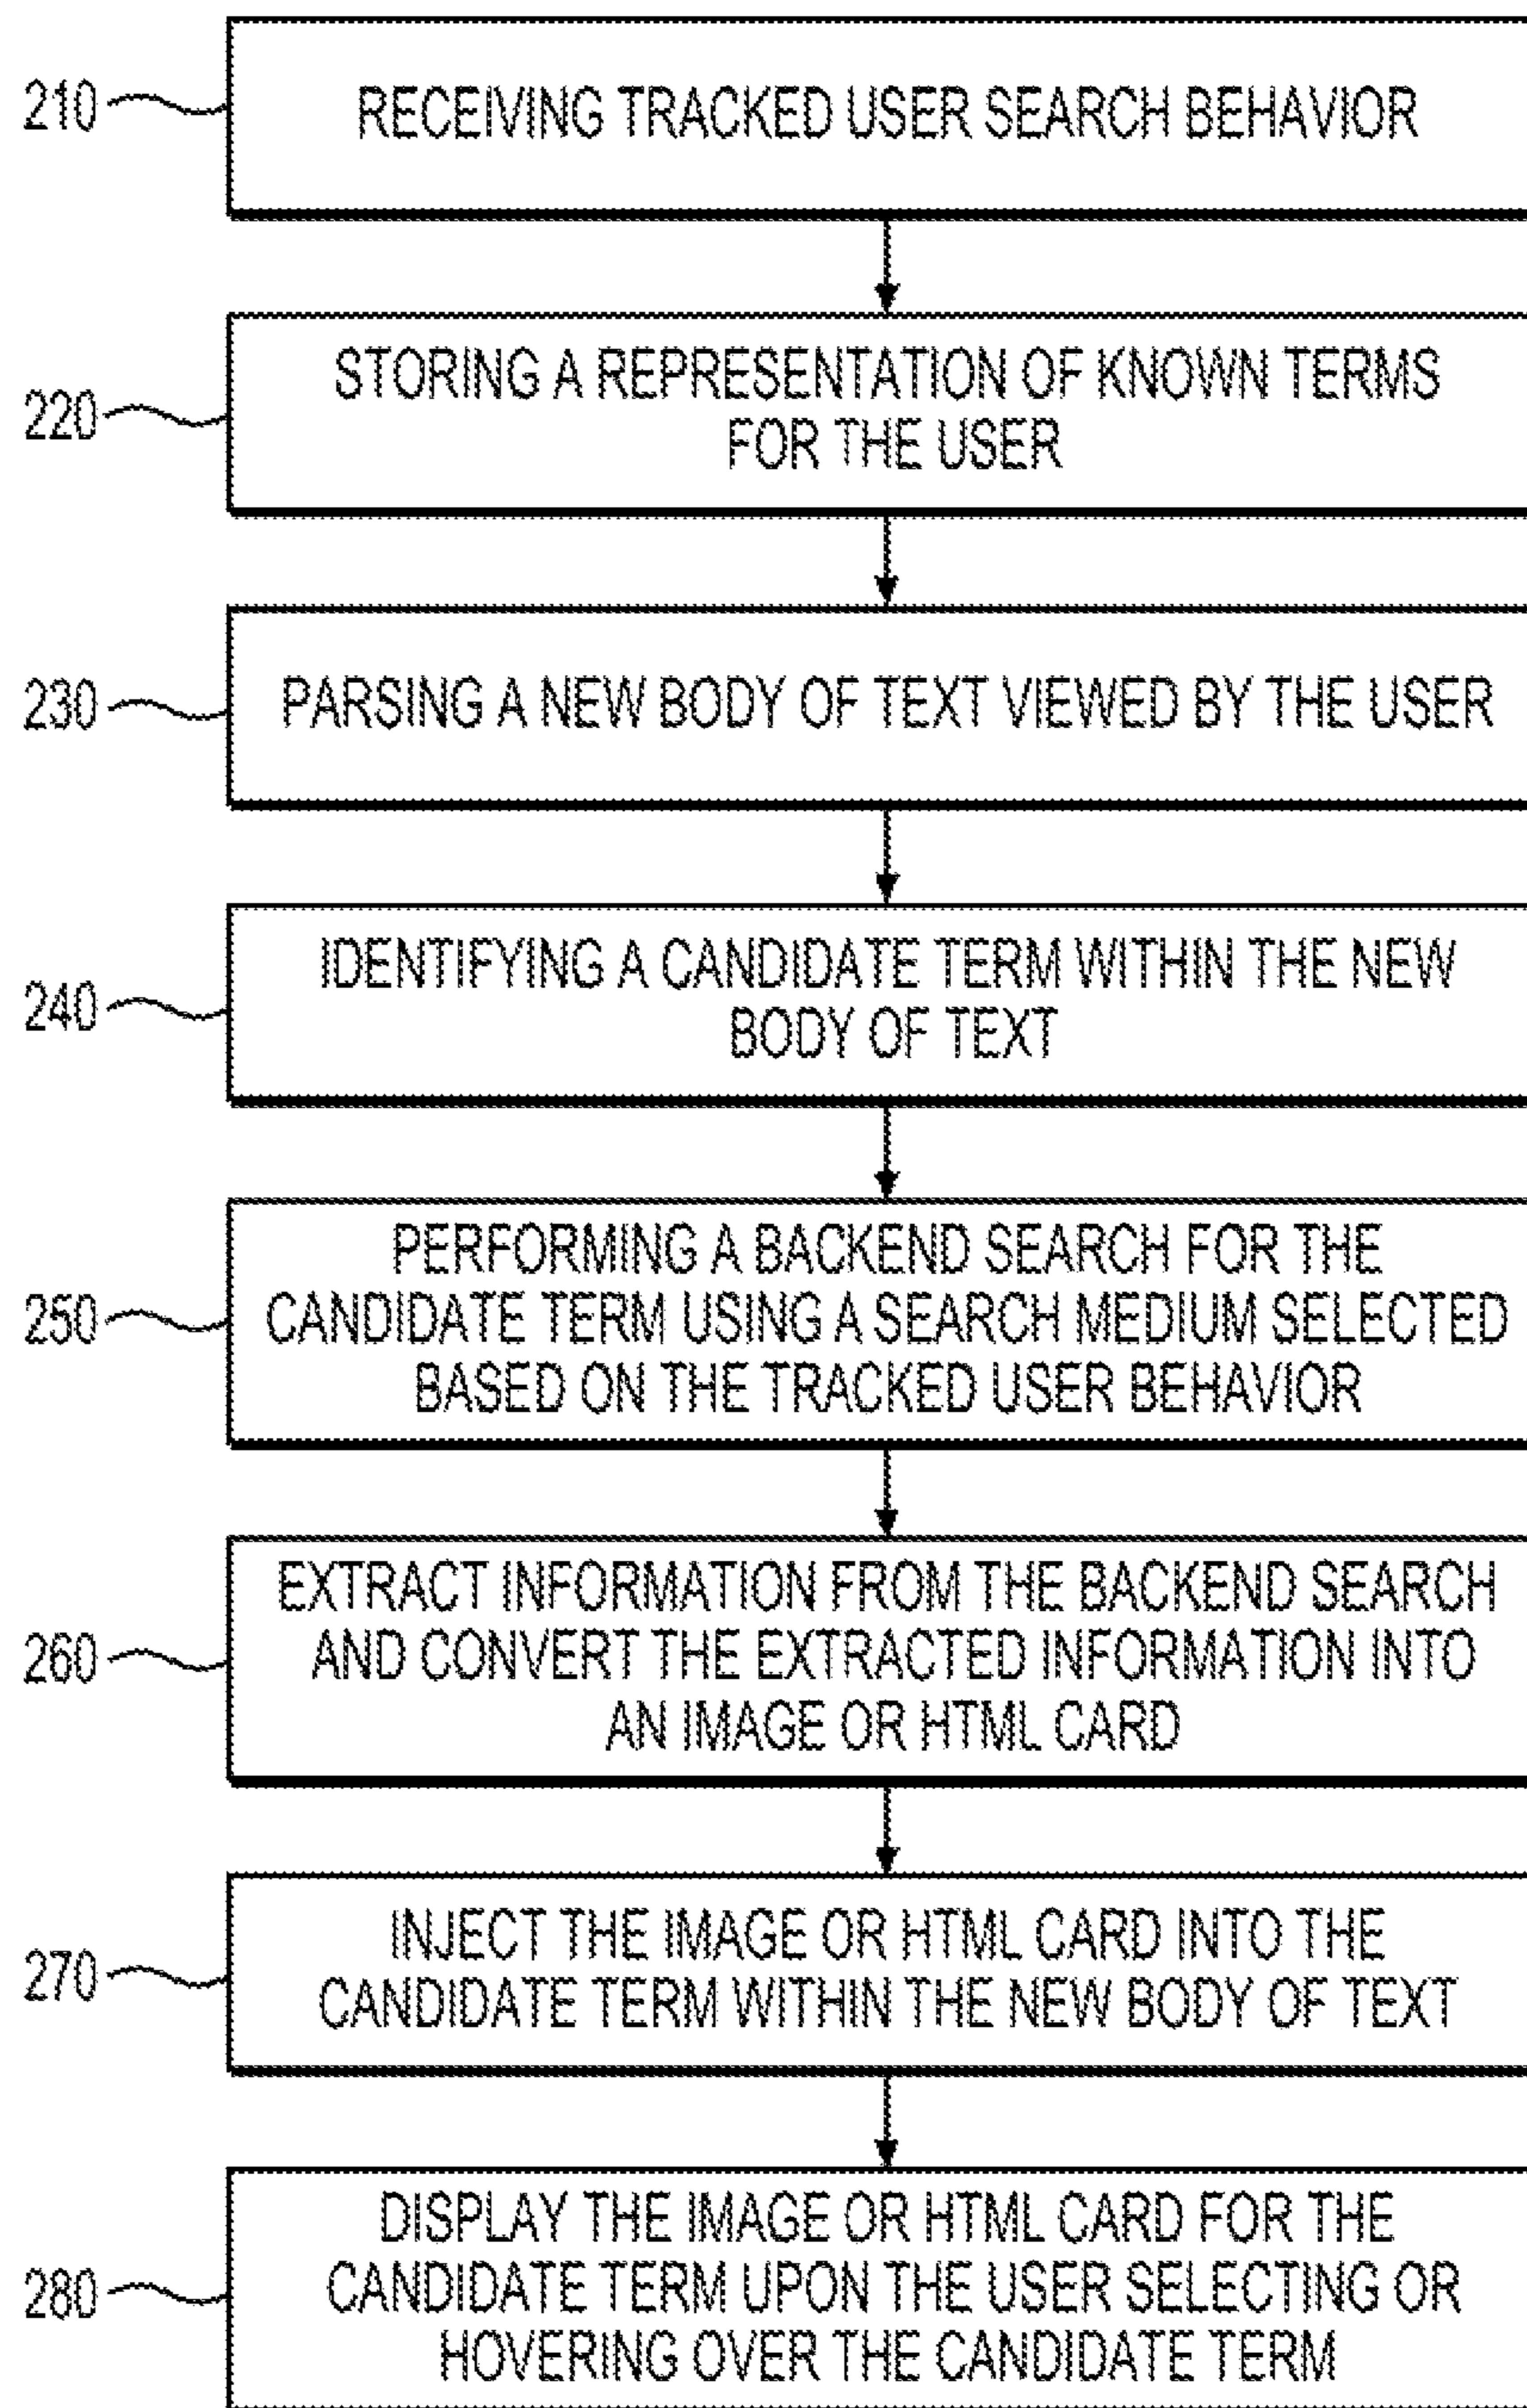 210
RECEIVING TRACKED USER SEARCH BEHAVIOR
220
STORING A REPRESENTATION OF KNOWN TERMS
FOR THE USER
230
PARSING A NEW BODY OF TEXT VIEWED BY THE USER
240
IDENTIFYING A CANDIDATE TERM WITHIN THE NEW
BODY OF TEXT
250
PERFORMING A BACKEND SEARCH FOR THE
CANDIDATE TERM USING A SEARCH MEDIUM SELECTED
BASED ON THE TRACKED USER BEHAVIOR
260
EXTRACT INFORMATION FROM THE BACKEND SEARCH
AND CONVERT THE EXTRACTED INFORMATION INTO
AN IMAGE OR HTML CARD
270
INJECT THE IMAGE OR HTML CARD INTO THE
CANDIDATE TERM WITHIN THE NEW BODY OF TEXT
280
DISPLAY THE IMAGE OR HTML CARD FOR THE
CANDIDATE TERM UPON THE USER SELECTING OR
HOVERING OVER THE CANDIDATE TERM